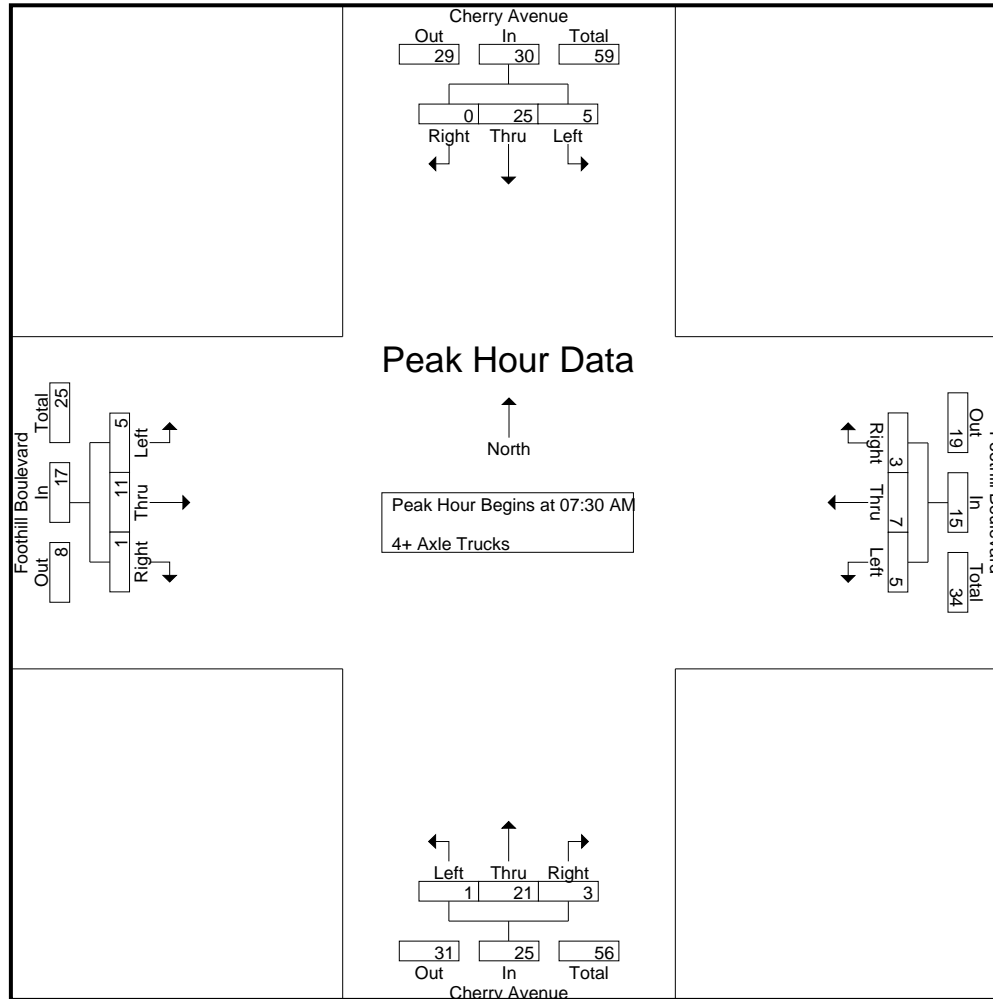 Cherry Avenue
Out In Total
29 30 59
0 25 5
Right Thru Left
Peak Hour Data
North
Peak Hour Begins at 07:30 AM
4+ Axle Trucks
Foothill Boulevard
Total In Out
25 17 8
5 11 1
Left Thru Right
Right Thru Left
3 7 5
Out In Total
19 15 34
Left Thru Right
1 21 3
31 25 56
Out In Total
Cherry Avenue